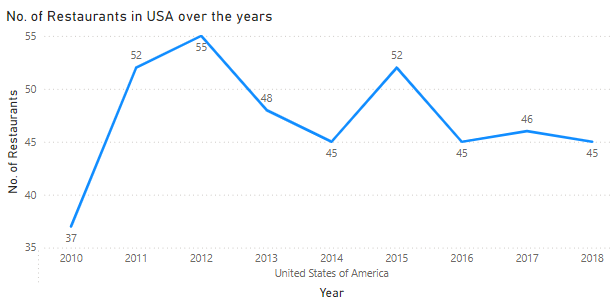 No. of Restaurants in USA over the years
No. of Restaurants
55
50
45
40
35
37
52
55
48
45
52
45
46
45
2010 2011 2012 2013 2014 2015 2016 2017 2018
United States of America
Year